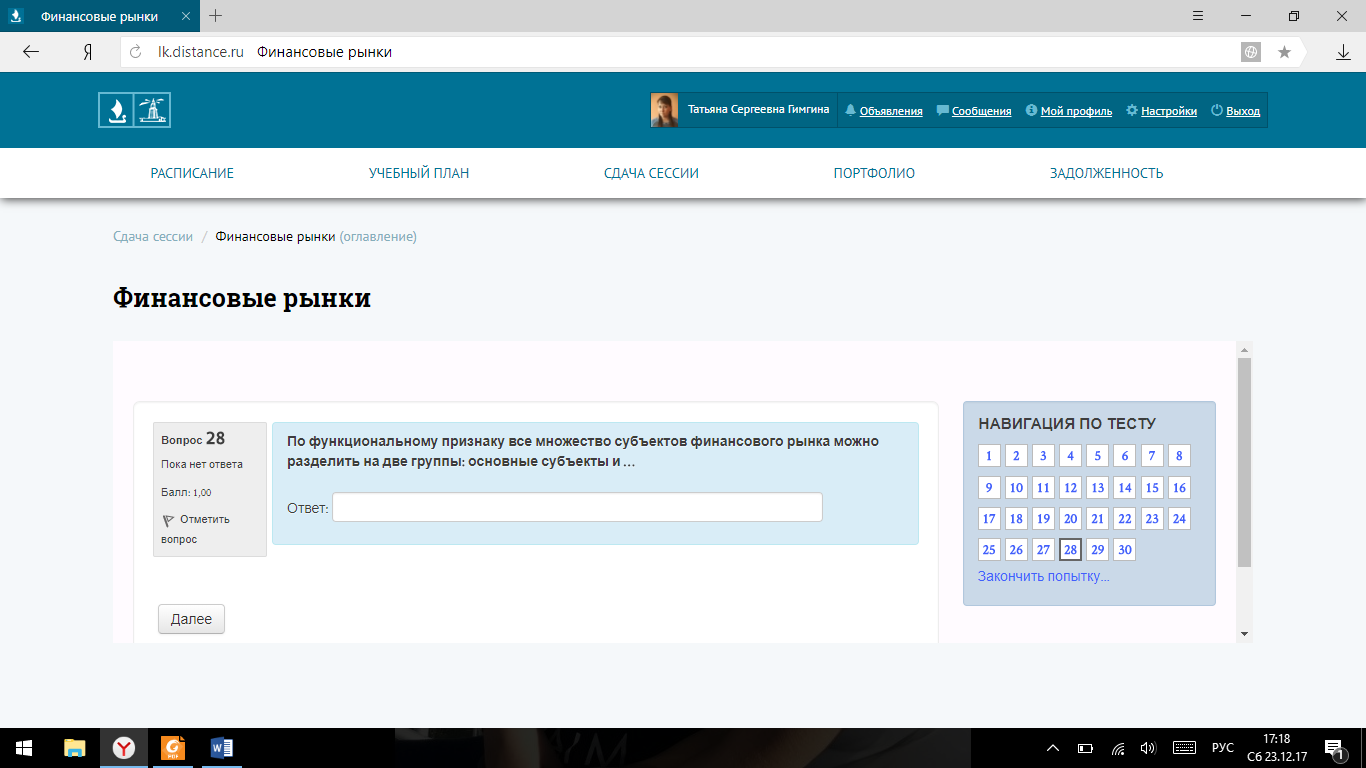 Финансовые рынки
lk.distance.ru Финансовые рынки
Татьяна Сергеевна Гимгина Объявления Сообщения Мой профиль Настройки Выход
РАСПИСАНИЕ УЧЕБНЫЙ ПЛАН СДАЧА СЕССИИ ПОРТФОЛИО ЗАДОЛЖЕННОСТЬ
Сдача сессии / Финансовые рынки (оглавление)
Финансовые рынки
Вопрос 28
Пока нет ответа
Балл: 1,00
Отметить
вопрос
По функциональному признаку все множество субъектов финансового рынка можно
разделить на две группы: основные субъекты и ...
Ответ:
Далее
НАВИГАЦИЯ ПО ТЕСТУ
1 2 3 4 5 6 7 8
9 10 11 12 13 14 15 16
17 18 19 20 21 22 23 24
25 26 27 28 29 30
Закончить попытку...
РУС
17:18
Сб 23.12.17
1